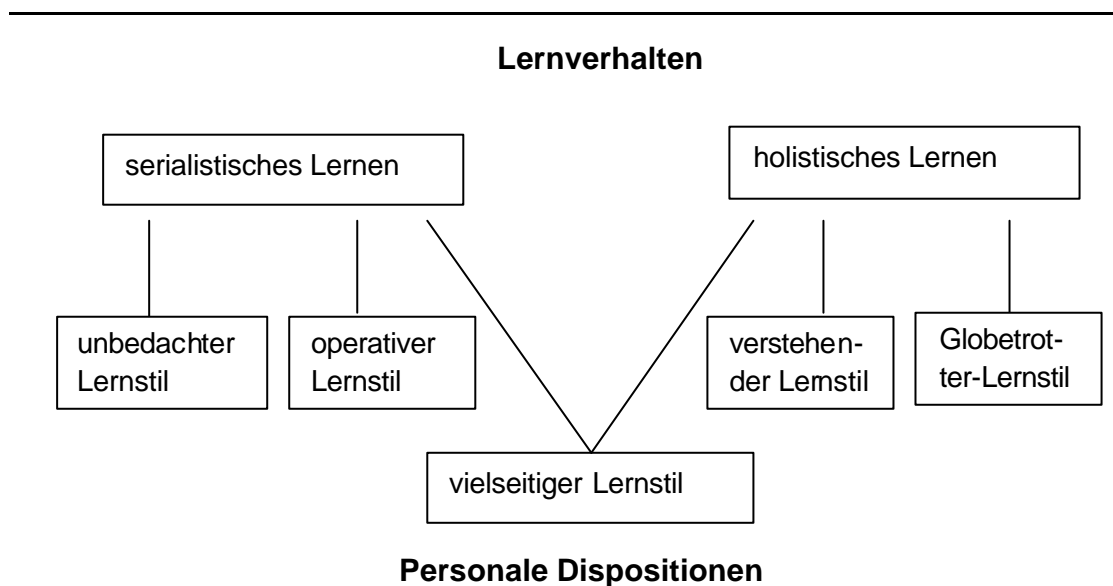 Lernverhalten
serialistisches Lernen
holistisches Lernen
unbedachter
Lernstil
operativer
Lernstil
verstehen-
der Lernstil
Globetrot-
ter-Lernstil
vielseitiger Lernstil
Personale Dispositionen